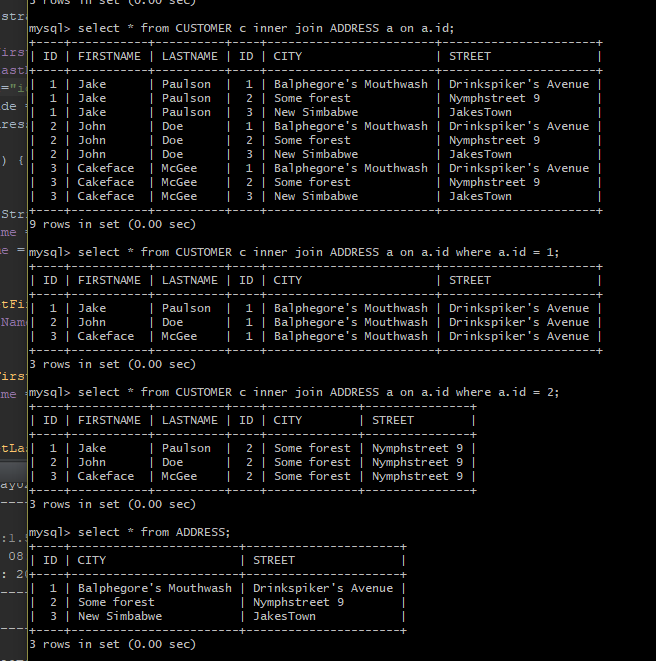 3 rows in set (0.00 sec)
mysql> select * from CUSTOMER c inner join ADDRESS a on a.id;
+----+-----------+----------+----+-----------------------+----------------------+
| ID | FIRSTNAME | LASTNAME | ID | CITY                  | STREET               |
+----+-----------+----------+----+-----------------------+----------------------+
|  1 | Jake      | Paulson  |  1 | Balphegore's Mouthwash | Drinkspiker's Avenue |
|  1 | Jake      | Paulson  |  2 | Some forest           | Nymphstreet 9        |
|  1 | Jake      | Paulson  |  3 | New Simbabwe          | JakesTown            |
|  2 | John      | Doe      |  1 | Balphegore's Mouthwash | Drinkspiker's Avenue |
|  2 | John      | Doe      |  2 | Some forest           | Nymphstreet 9        |
|  2 | John      | Doe      |  3 | New Simbabwe          | JakesTown            |
|  3 | Cakeface  | McGee    |  1 | Balphegore's Mouthwash | Drinkspiker's Avenue |
|  3 | Cakeface  | McGee    |  2 | Some forest           | Nymphstreet 9        |
|  3 | Cakeface  | McGee    |  3 | New Simbabwe          | JakesTown            |
+----+-----------+----------+----+-----------------------+----------------------+
9 rows in set (0.00 sec)
mysql> select * from CUSTOMER c inner join ADDRESS a on a.id where a.id = 1;
+----+-----------+----------+----+-----------------------+----------------------+
| ID | FIRSTNAME | LASTNAME | ID | CITY                  | STREET               |
+----+-----------+----------+----+-----------------------+----------------------+
|  1 | Jake      | Paulson  |  1 | Balphegore's Mouthwash | Drinkspiker's Avenue |
|  2 | John      | Doe      |  1 | Balphegore's Mouthwash | Drinkspiker's Avenue |
|  3 | Cakeface  | McGee    |  1 | Balphegore's Mouthwash | Drinkspiker's Avenue |
+----+-----------+----------+----+-----------------------+----------------------+
3 rows in set (0.00 sec)
mysql> select * from CUSTOMER c inner join ADDRESS a on a.id where a.id = 2;
+----+-----------+----------+----+-------------+---------------+
| ID | FIRSTNAME | LASTNAME | ID | CITY        | STREET        |
+----+-----------+----------+----+-------------+---------------+
|  1 | Jake      | Paulson  |  2 | Some forest | Nymphstreet 9 |
|  2 | John      | Doe      |  2 | Some forest | Nymphstreet 9 |
|  3 | Cakeface  | McGee    |  2 | Some forest | Nymphstreet 9 |
+----+-----------+----------+----+-------------+---------------+
3 rows in set (0.00 sec)
mysql> select * from ADDRESS;
+----+------------------------+----------------------+
| ID | CITY                   | STREET               |
+----+------------------------+----------------------+
|  1 | Balphegore's Mouthwash | Drinkspiker's Avenue |
|  2 | Some forest            | Nymphstreet 9        |
|  3 | New Simbabwe           | JakesTown            |
+----+------------------------+----------------------+
3 rows in set (0.00 sec)